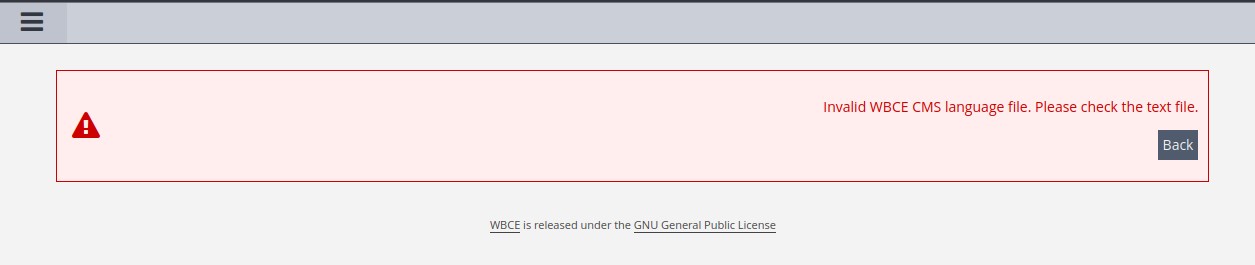 Invalid WBCE CMS language file. Please check the text file.
Back
WBCE is released under the GNU General Public License